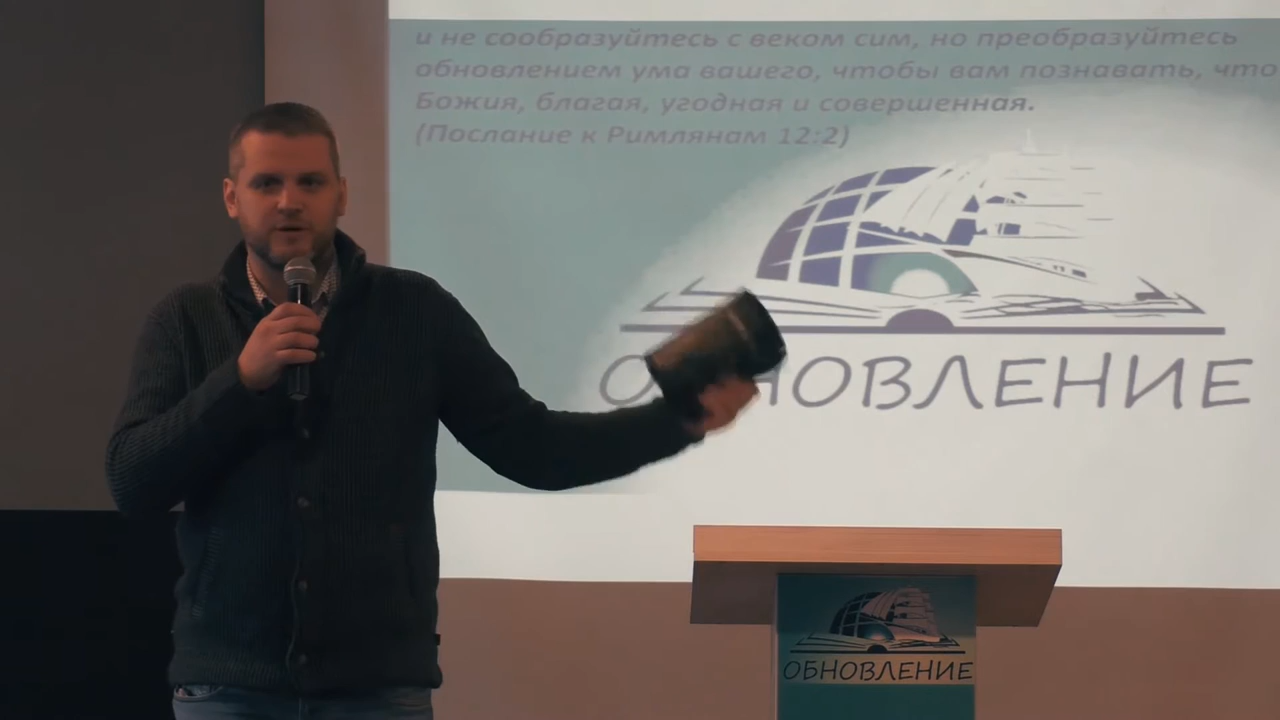 и не сообразуйтесь с веком сим, но преобразуйтесь
обновлением ума вашего, чтобы вам познавать, что
Божия, благая, угодная и совершенная.
(Послание к Римлянам 12:2)
ОБНОВЛЕНИЕ
ОБНОВЛЕНИЕ